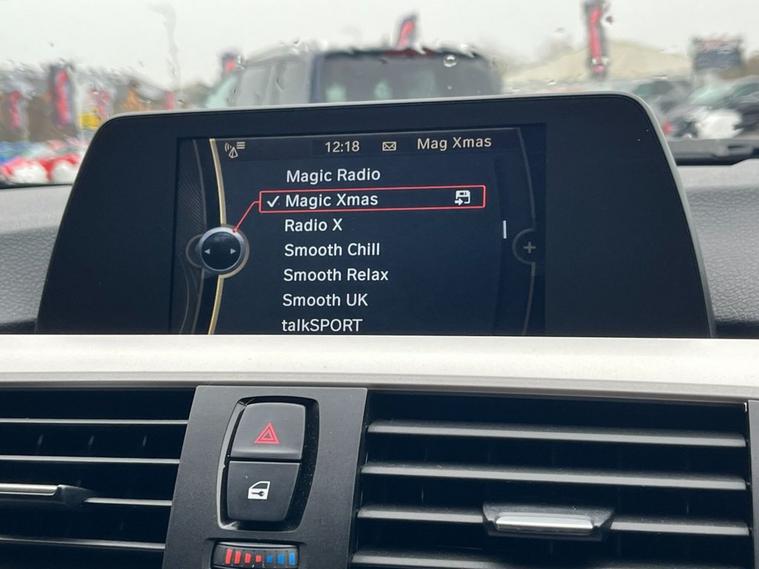 12:18 Mag Xmas
Magic Radio
Magic Xmas
Radio X
Smooth Chill
Smooth Relax
Smooth UK
talkSPORT